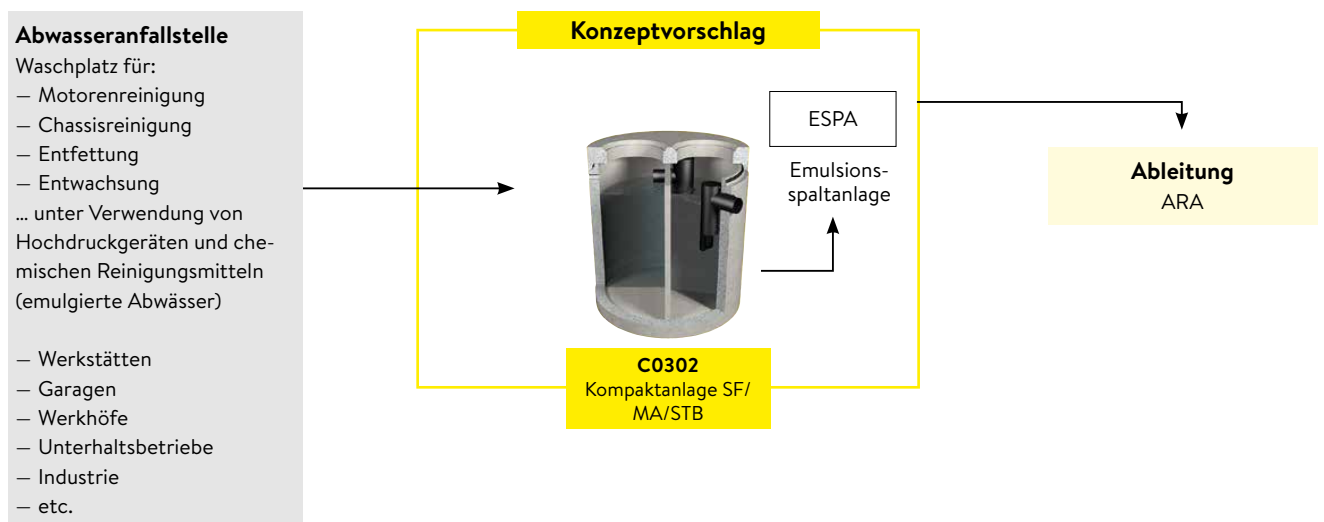 Abwasseranfallstelle
Waschplatz für:
— Motorenreinigung
— Chassisreinigung
— Entfettung
— Entwachsung
... unter Verwendung von
Hochdruckgeräten und che-
mischen Reinigungsmitteln
(emulgierte Abwässer)
— Werkstätten
— Garagen
— Werkhöfe
— Unterhaltsbetriebe
— Industrie
— etc.
Konzeptvorschlag
ESPA
Emulsions-
spaltanlage
C0302
Kompaktanlage SF/
MA/STB
Ableitung
ARA